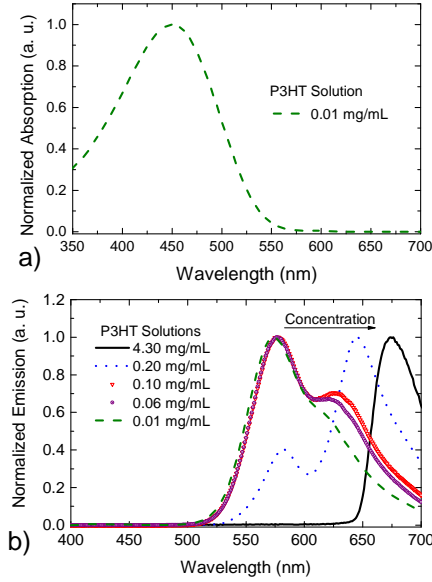 Normalized Absorption (a. u.)
1.0
0.8
0.6
0.4
0.2
0.0
P3HT Solution
0.01 mg/mL
350 400 450 500 550 600 650 700
Wavelength (nm)
a)
Normalized Emission (a. u.)
1.2
1.0
0.8
0.6
0.4
0.2
0.0
P3HT Solutions
4.30 mg/mL
0.20 mg/mL
0.10 mg/mL
0.06 mg/mL
0.01 mg/mL
Concentration
400 450 500 550 600 650 700
Wavelength (nm)
b)